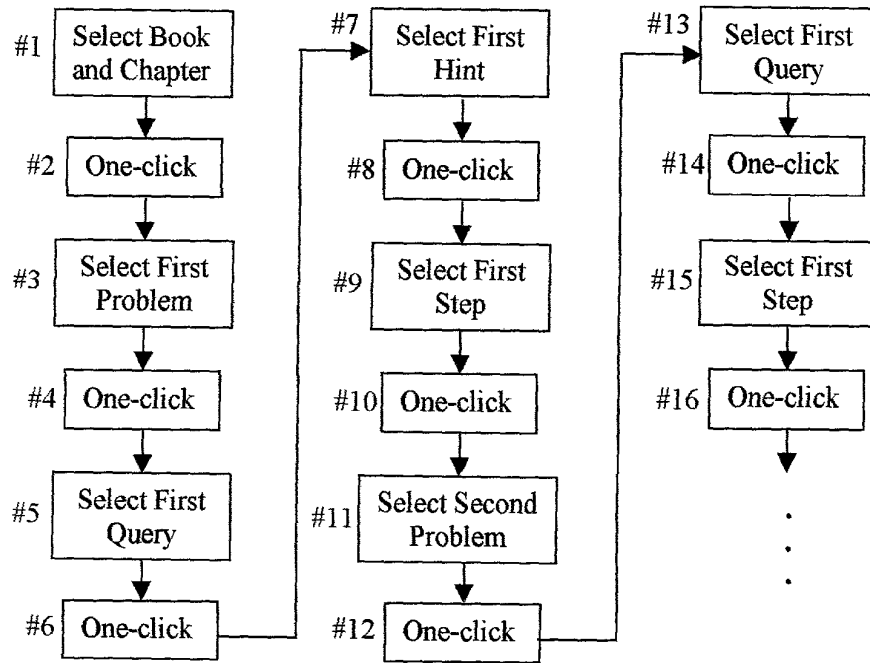 #1
Select Book
and Chapter
#2
One-click
#3
Select First
Problem
#4
One-click
#5
Select First
Query
#6
One-click
#7
Select First
Hint
#8
One-click
#9
Select First
Step
#10
One-click
#11
Select Second
Problem
#12
One-click
#13
Select First
Query
#14
One-click
#15
Select First
Step
#16
One-click